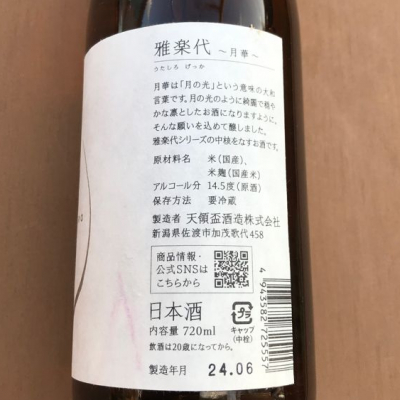 雅楽代 ～月華～
うたしろ げっか
月華は「月の光」という意味の大和
言葉です。月の光のように綺麗で穏や
かな凛としたお酒になりますように。
そんな願いを込めて醸しました。
雅楽代シリーズの中核をなすお酒です。
原材料名 米（国産）、
米麹（国産米）
アルコール分 14.5度（原酒）
保存方法 要冷蔵
製造者 天領盃酒造株式会社
新潟県佐渡市加茂歌代458
商品情報・
公式SNSは
こちらから
日本酒
内容量 720ml
飲酒は20歳になってから。
キャップ
（中栓）
プラ
製造年月 24.06
4 943582 725557